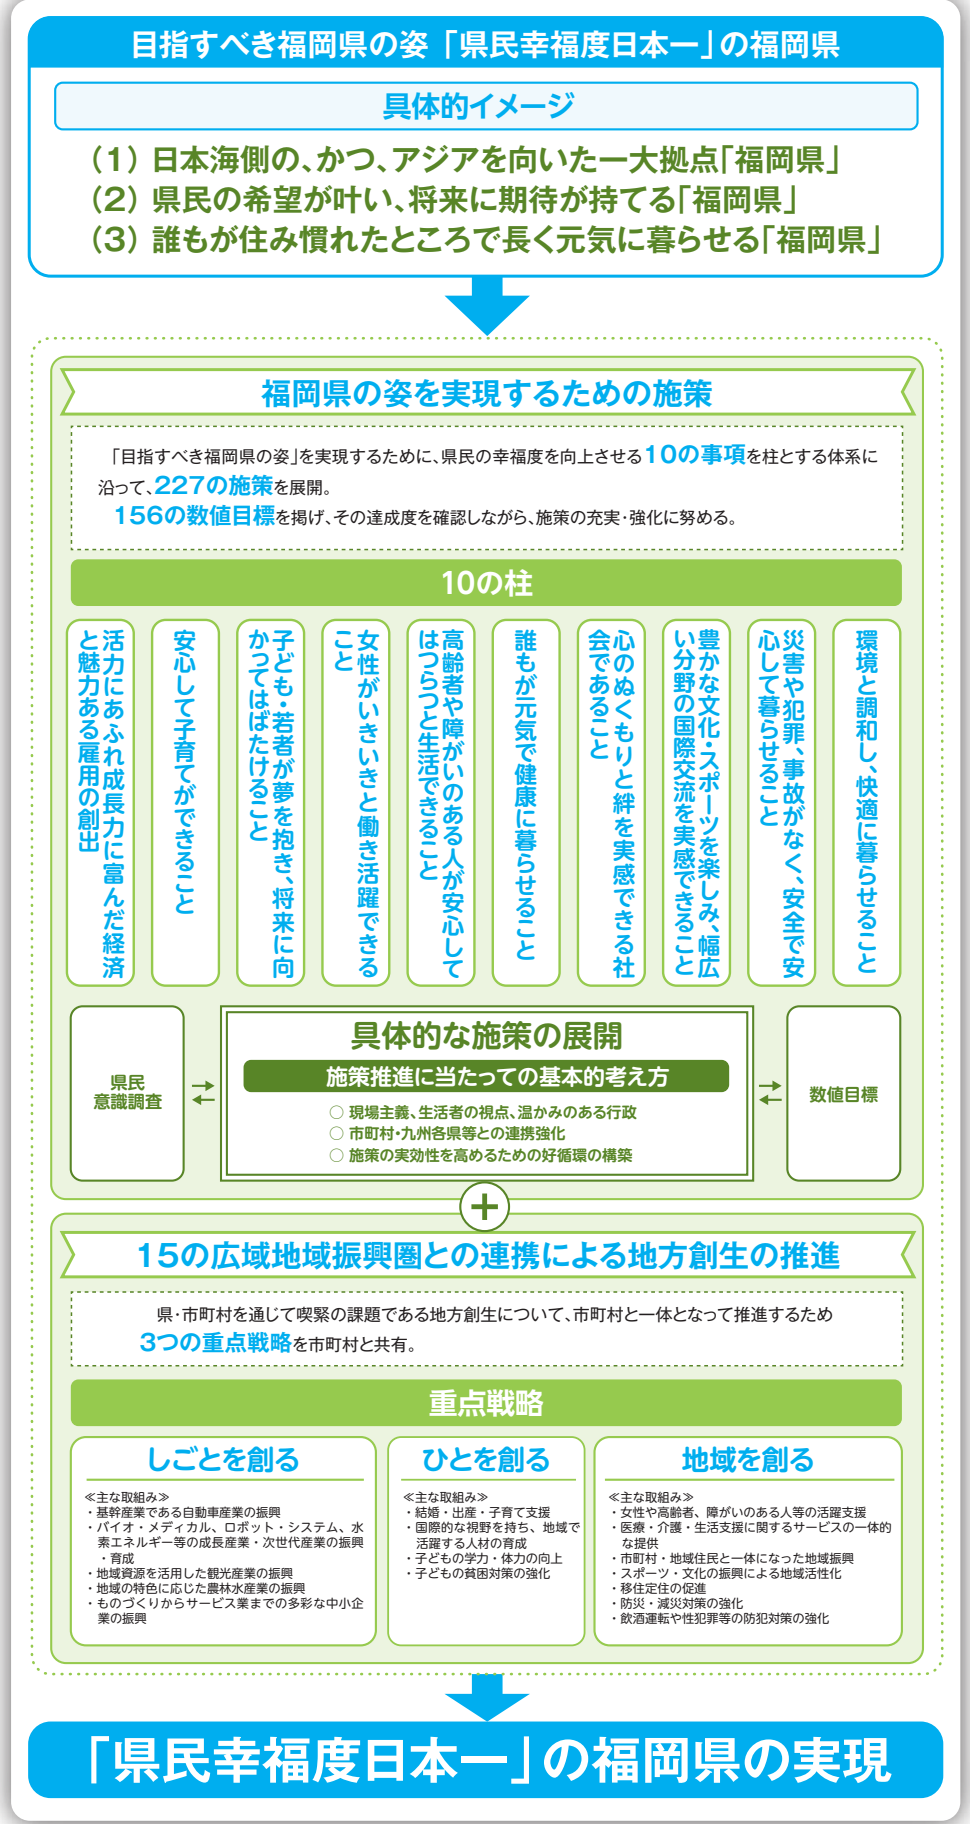 目指すべき福岡県の姿「県民幸福度日本一」の福岡県
具体的イメージ
（1）日本海側の、かつ、アジアを向いた一大拠点「福岡県」
（2）県民の希望が叶い、将来に期待が持てる「福岡県」
（3）誰もが住み慣れたところで長く元気に暮らせる「福岡県」
福岡県の姿を実現するための施策
「目指すべき福岡県の姿」を実現するために、県民の幸福度を向上させる10の事項を柱とする体系に
沿って、227の施策を展開。
156の数値目標を掲げ、その達成度を確認しながら、施策の充実・強化に努める。
10の柱
活力にあふれ成長力に富んだ経済
と魅力ある雇用の創出
安心して子育てができること
子ども・若者が夢を抱き、将来に向
かってはばたけること
女性がいきいきと働き活躍できる
こと
高齢者や障がいのある人が安心して
はつらつと生活できること
誰もが元気で健康に暮らせること
心のぬくもりと絆を実感できる社
会であること
豊かな文化・スポーツを楽しみ、幅広
い分野の国際交流を実感できること
災害や犯罪、事故がなく、安全で安
心して暮らせること
環境と調和し、快適に暮らせること
県民
意識調査
具体的な施策の展開
施策推進に当たっての基本的考え方
○ 現場主義、生活者の視点、温かみのある行政
○ 市町村・九州各県等との連携強化
○ 施策の実効性を高めるための好循環の構築
数値目標
＋
15の広域地域振興圏との連携による地方創生の推進
県・市町村を通じて喫緊の課題である地方創生について、市町村と一体となって推進するため
3つの重点戦略を市町村と共有。
重点戦略
しごとを創る
≪主な取組み≫
・基幹産業である自動車産業の振興
・バイオ・メディカル、ロボット・システム、水
素エネルギー等の成長産業・次世代産業の振興
・育成
・地域資源を活用した観光産業の振興
・地域の特色に応じた農林水産業の振興
・ものづくりからサービス業までの多彩な中小企
業の振興
ひとを創る
≪主な取組み≫
・結婚・出産・子育て支援
・国際的な視野を持ち、地域で
活躍する人材の育成
・子どもの学力・体力の向上
・子どもの貧困対策の強化
地域を創る
≪主な取組み≫
・女性や高齢者、障がいのある人等の活躍支援
・医療・介護・生活支援に関するサービスの一体的
な提供
・市町村・地域住民と一体になった地域振興
・スポーツ・文化の振興による地域活性化
・移住定住の促進
・防災・減災対策の強化
・飲酒運転や性犯罪等の防犯対策の強化
「県民幸福度日本一」の福岡県の実現